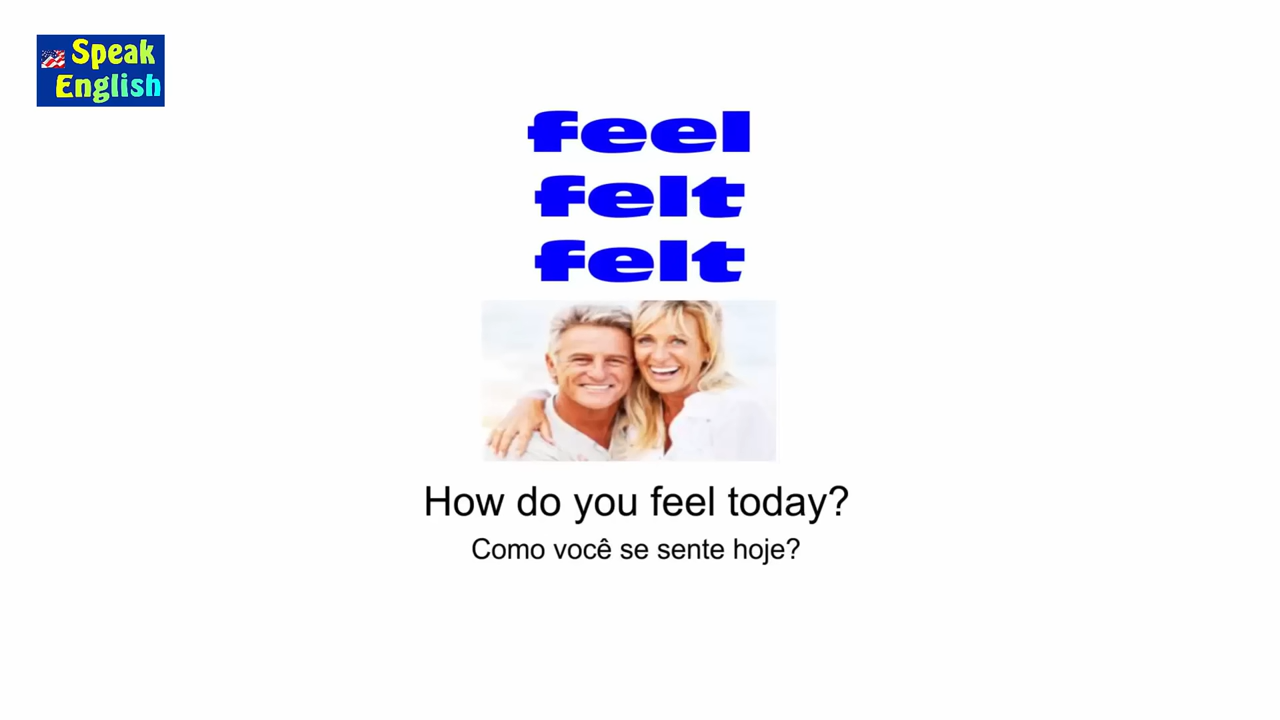 Speak
English
feel
felt
felt
How do you feel today?
Como você se sente hoje?